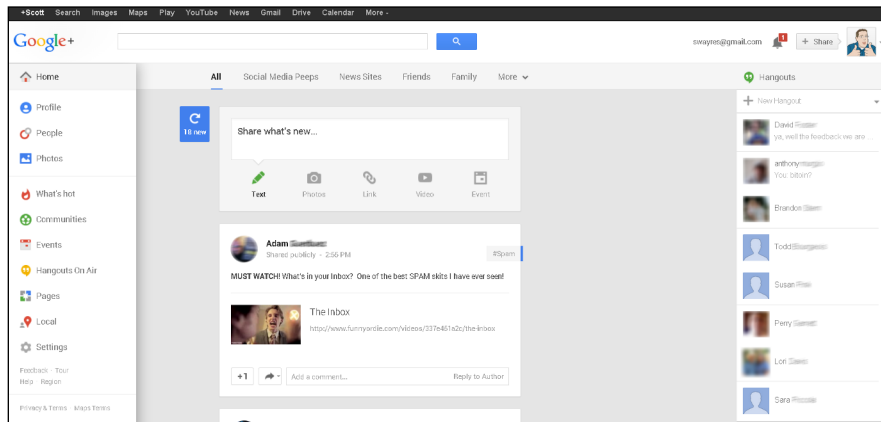 +Scott Search Images Maps Play YouTube News Gmail Drive Calendar More -
Google+
swayres@gmail.com
1
+ Share
Home
All Social Media Peeps News Sites Friends Family More
Hangouts
Profile
People
Photos
What's hot
Communities
Events
Hangouts On Air
Pages
Local
Settings
Feedback · Tour
Help · Region
Privacy & Terms · Maps Terms
18 new
Share what's new...
Text Photos Link Video Event
Adam
Shared publicly - 2:55 PM
#Spam
MUST WATCH! What's in your Inbox? One of the best SPAM skits I have ever seen!
The Inbox
http://www.funnyordie.com/videos/337e461a2c/the-inbox
+1
Add a comment...
Reply to Author
New Hangout
David
ya, well the feedback we are ...
anthony
You: bitoin?
Brandon
Todd
Susan
Perry
Lori
Sara